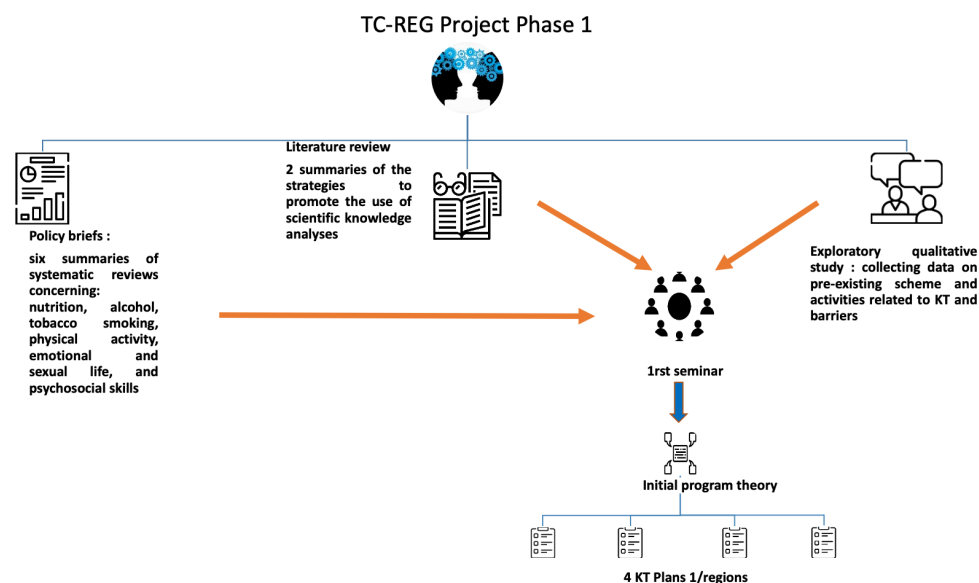 TC-REG Project Phase 1
Policy briefs :
six summaries of
systematic reviews
concerning:
nutrition, alcohol,
tobacco smoking,
physical activity,
emotional and
sexual life, and
psychosocial skills
Literature review
2 summaries of the
strategies to
promote the use of
scientific knowledge
analyses
Exploratory qualitative
study : collecting data on
pre-existing scheme and
activities related to KT and
barriers
1rst seminar
Initial program theory
4 KT Plans 1/regions